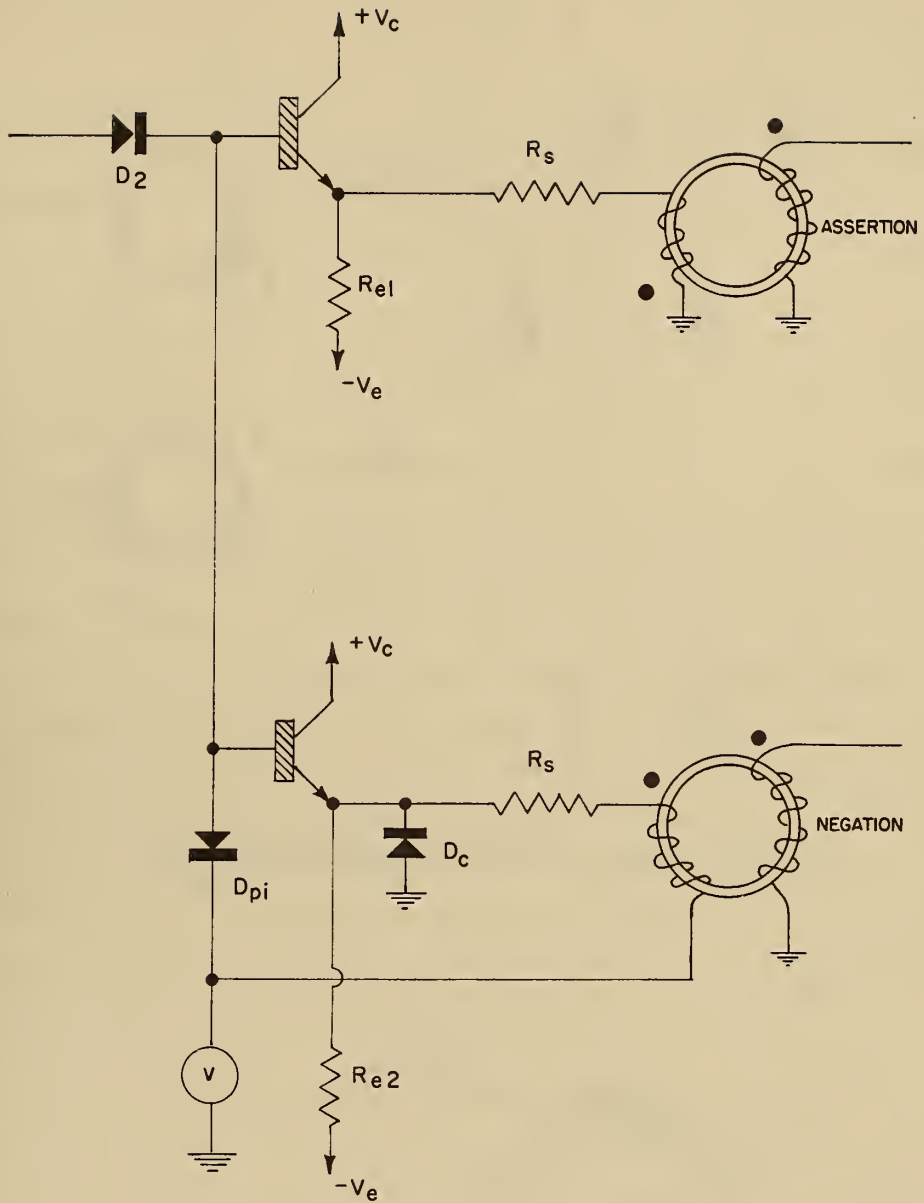 +Vc
D2
Rs
ASSERTION
Re1
-Ve
+Vc
Rs
NEGATION
Dc
Dpi
V
Re2
-Ve